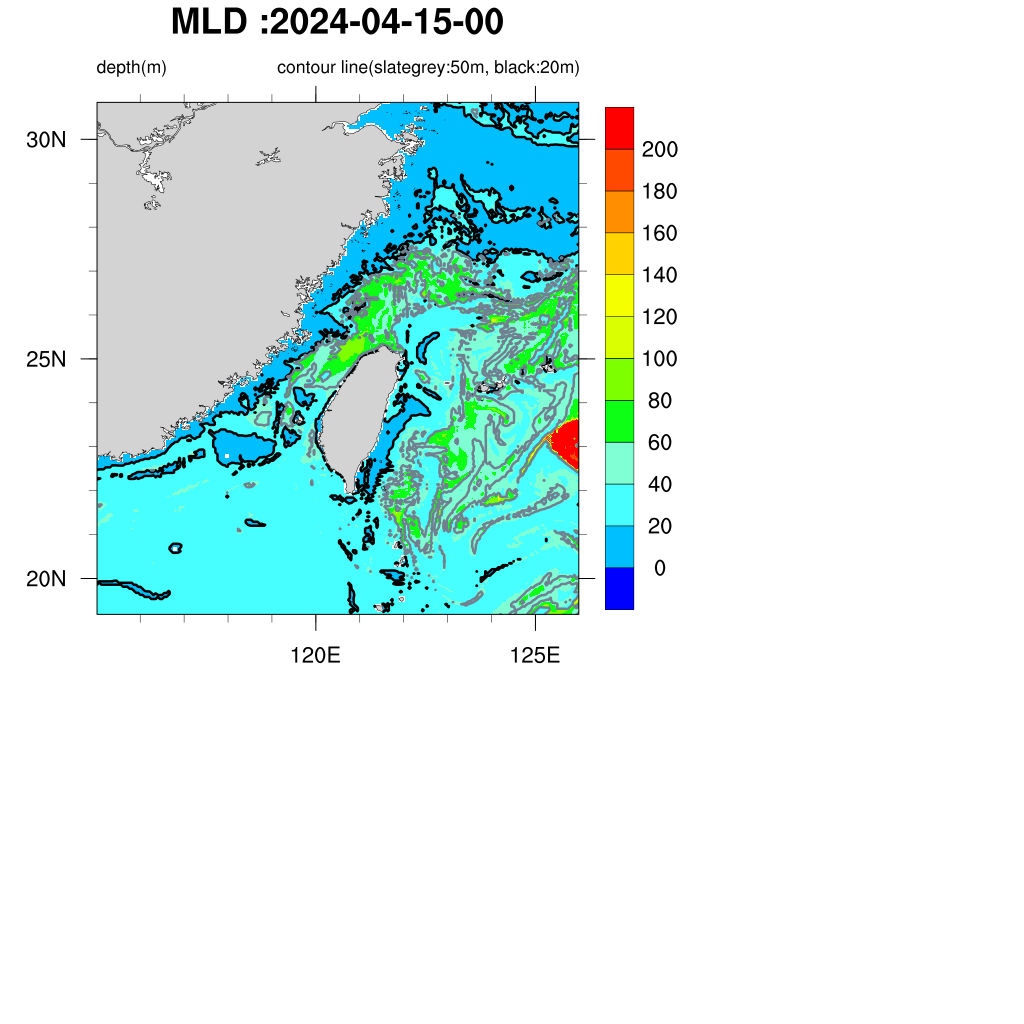 MLD :2024-04-15-00
depth(m)
contour line(slategrey:50m, black:20m)
30N
25N
20N
120E
125E
200
180
160
140
120
100
80
60
40
20
0